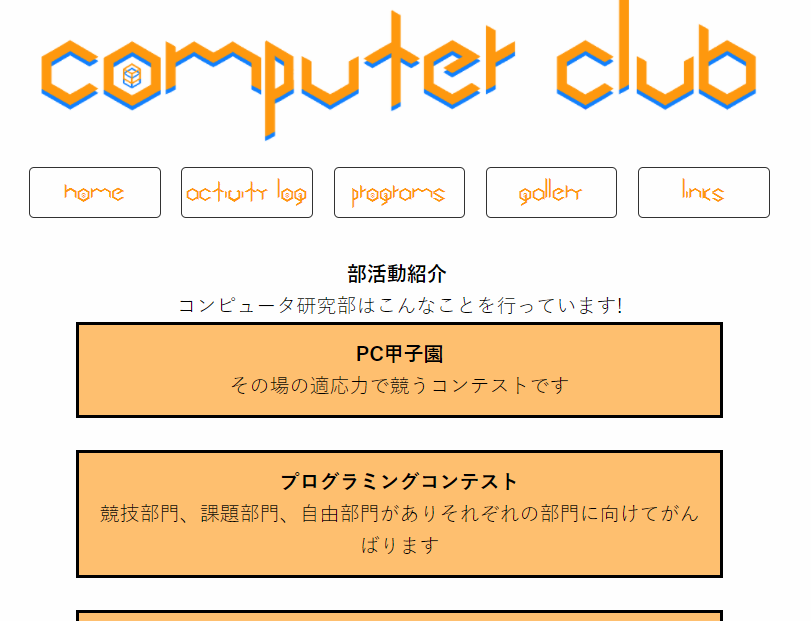 computer club
home
activity log
programs
gallery
links
部活動紹介
コンピュータ研究部はこんなことを行っています!
PC甲子園
その場の適応力で競うコンテストです
プログラミングコンテスト
競技部門、課題部門、自由部門がありそれぞれの部門に向けてがん
ばります